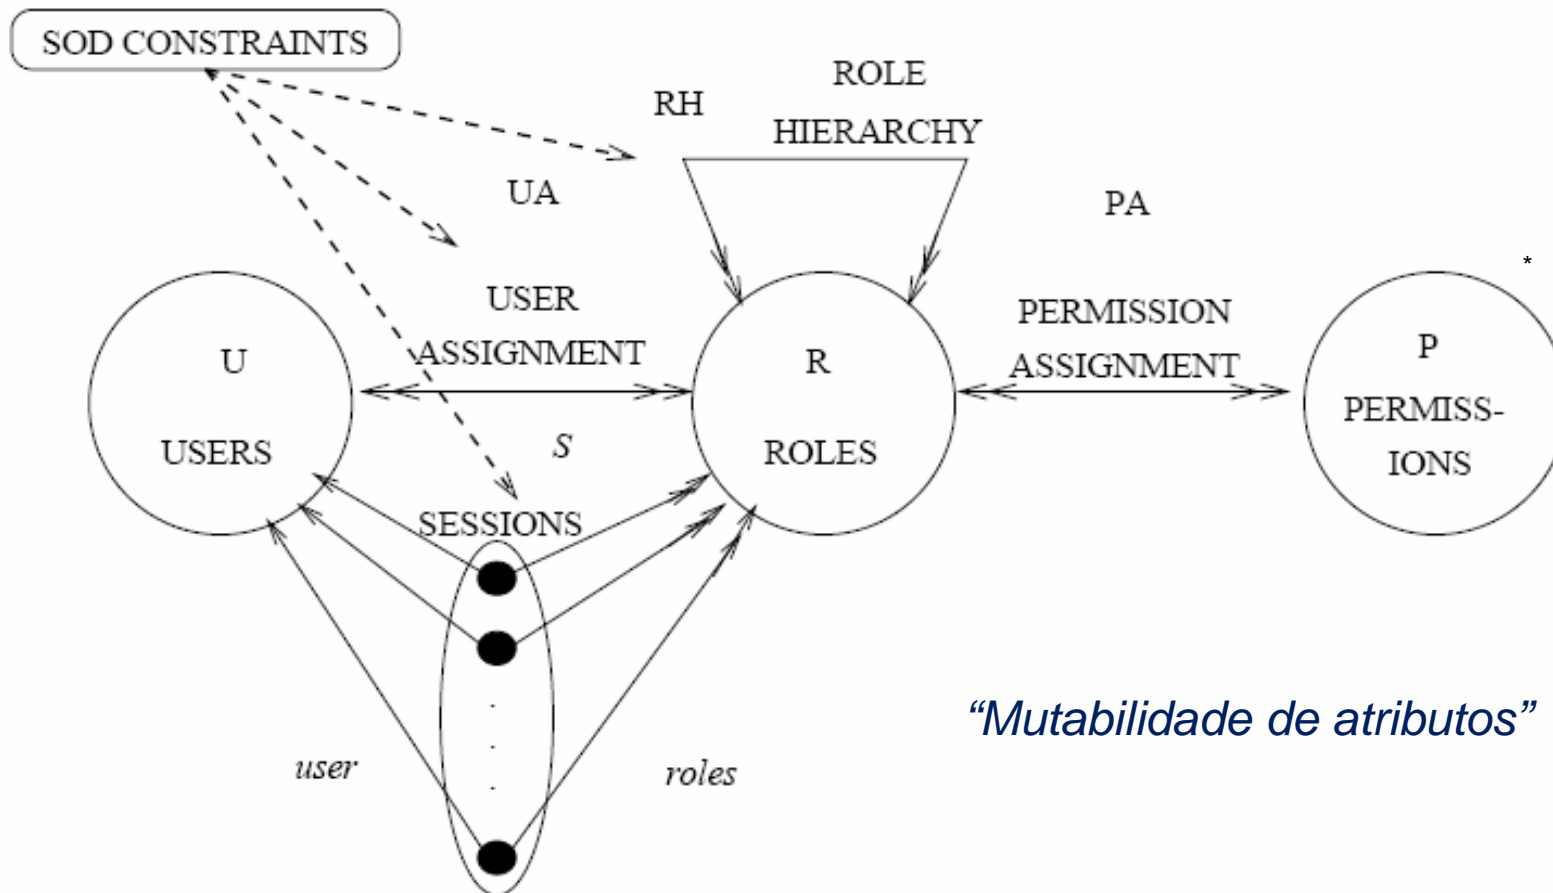 SOD CONSTRAINTS
ROLE
RH
HIERARCHY
UA
PA
*
USER
ASSIGNMENT
PERMISSION
ASSIGNMENT
U
USERS
R
ROLES
P
PERMISS-
IONS
S
SESSIONS
.
.
.
user
roles
“Mutabilidade de atributos”